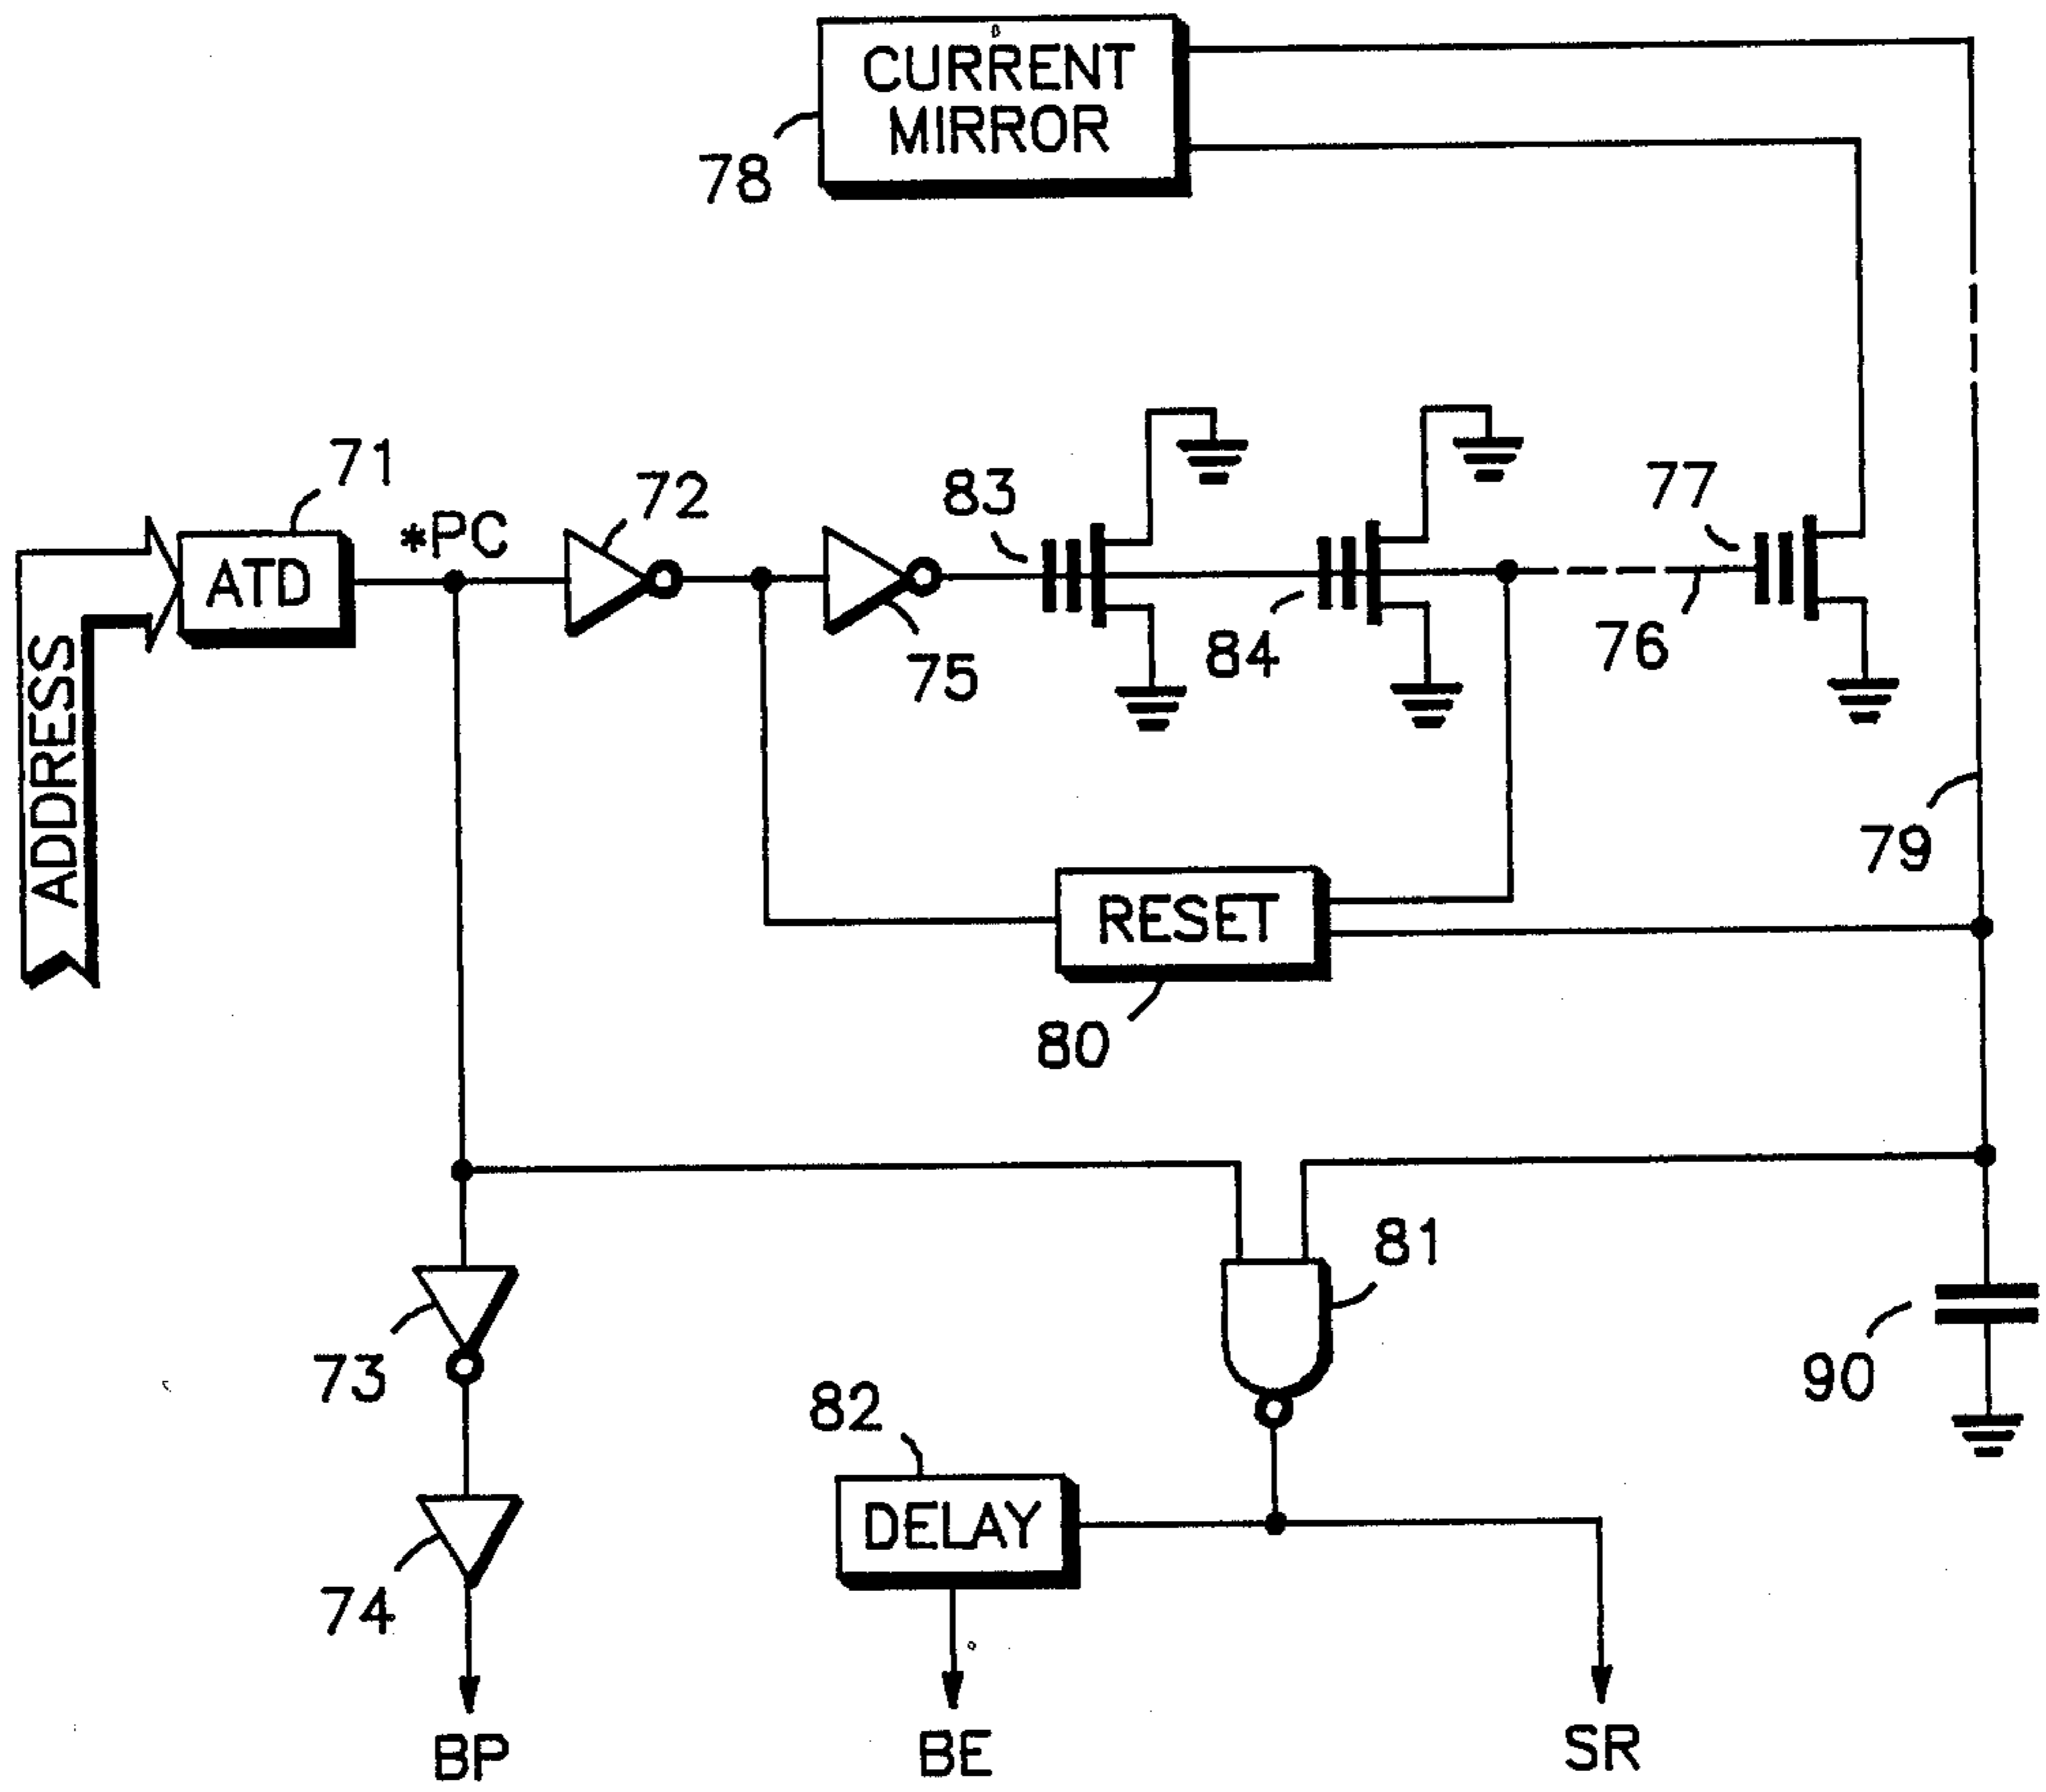 CURRENT
MIRROR
78
71
*PC
72
83
77
ATD
75
84
76
ADDRESS
79
RESET
80
81
73
82
90
DELAY
74
BP
BE
SR